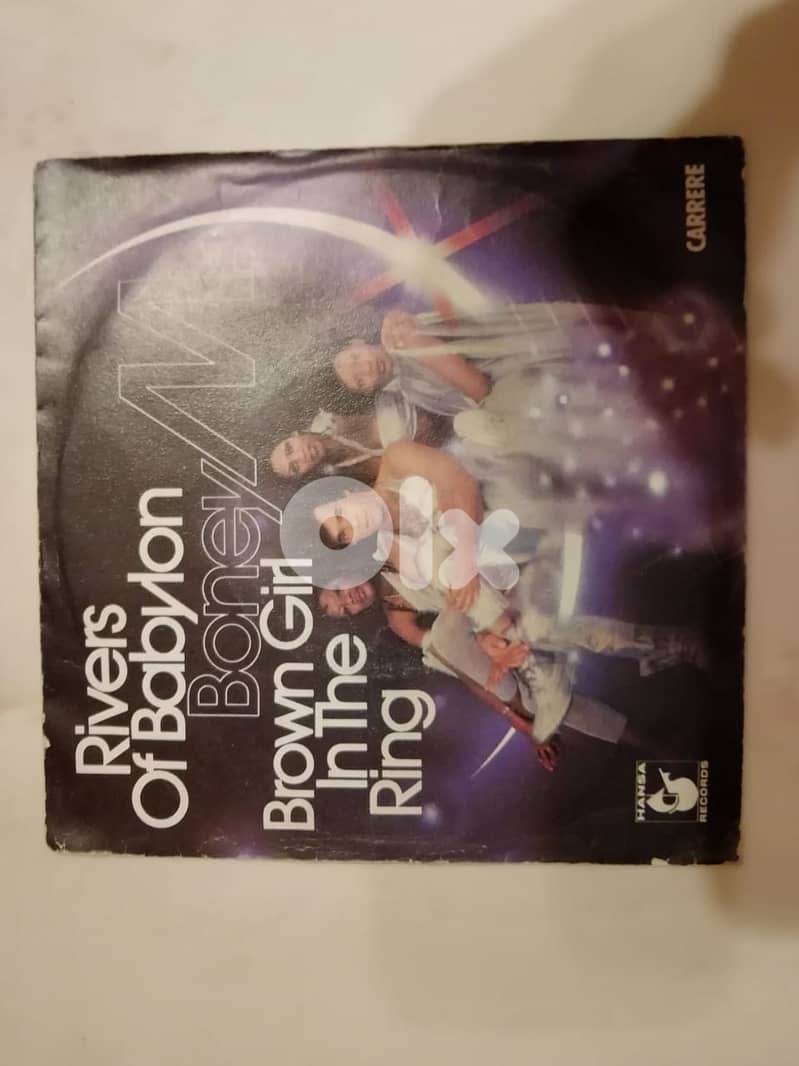 Rivers
Of Babylon
Boney M.
Brown Girl
In The
Ring
CARRERE
HANSA
RECORDS
olx